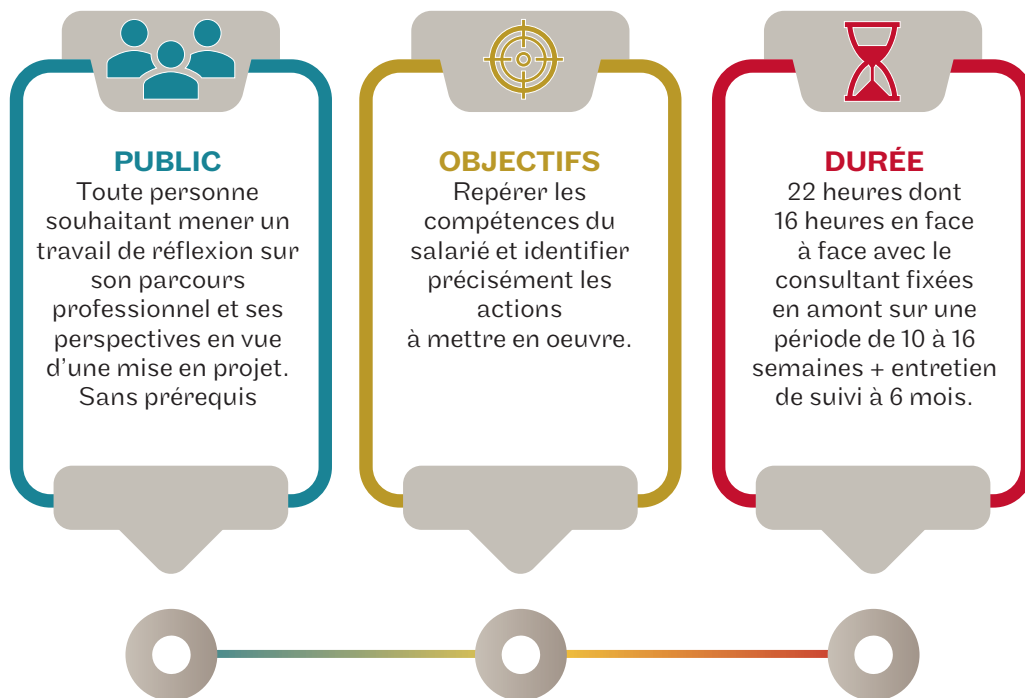 PUBLIC
Toute personne
souhaitant mener un
travail de réflexion sur
son parcours
professionnel et ses
perspectives en vue
d’une mise en projet.
Sans prérequis
OBJECTIFS
Repérer les
compétences du
salarié et identifier
précisément les
actions
à mettre en oeuvre.
DURÉE
22 heures dont
16 heures en face
à face avec le
consultant fixées
en amont sur une
période de 10 à 16
semaines + entretien
de suivi à 6 mois.